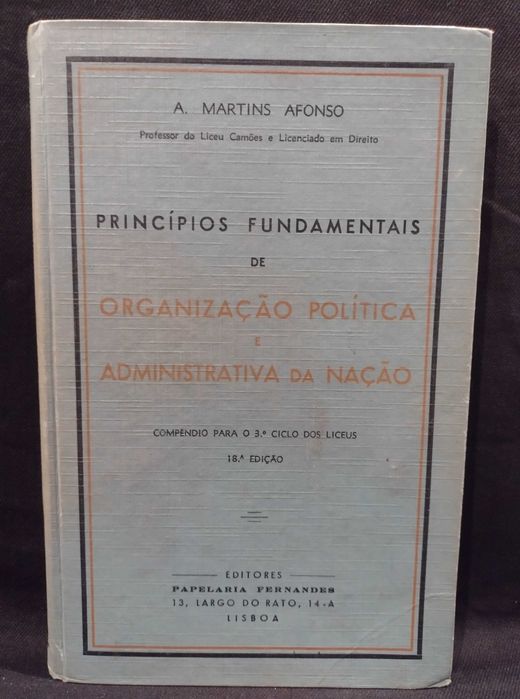 A. MARTINS AFONSO
Professor do Liceu Camões e Licenciado em Direito
PRINCÍPIOS FUNDAMENTAIS
DE
ORGANIZAÇÃO POLÍTICA
E
ADMINISTRATIVA DA NAÇÃO
COMPÊNDIO PARA O 3.º CICLO DOS LICEUS
18.ª EDIÇÃO
EDITORES
PAPELARIA FERNANDES
13, LARGO DO RATO, 14-A
LISBOA